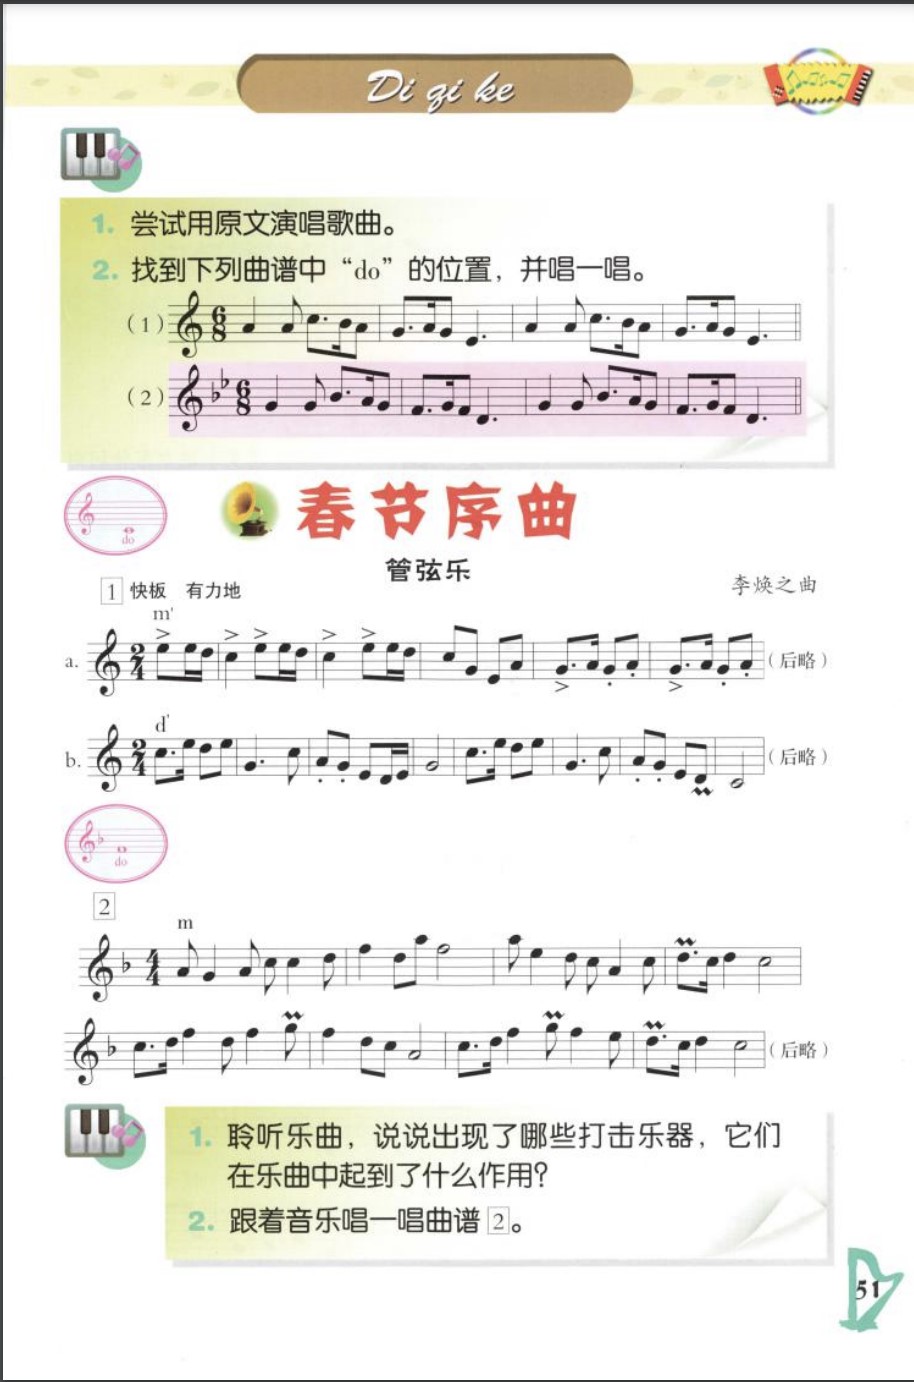 Di qi ke
1. 尝试用原文演唱歌曲。
2. 找到下列曲谱中“do”的位置，并唱一唱。
（1）
6
8
（2）
6
8
do
春节序曲
管弦乐
1 快板 有力地
李焕之曲
m'
a.
2
4
（后略）
d'
b.
2
4
（后略）
do
2
m
4
4
（后略）
1. 聆听乐曲，说说出现了哪些打击乐器，它们
在乐曲中起到了什么作用？
2. 跟着音乐唱一唱曲谱 2 。
51